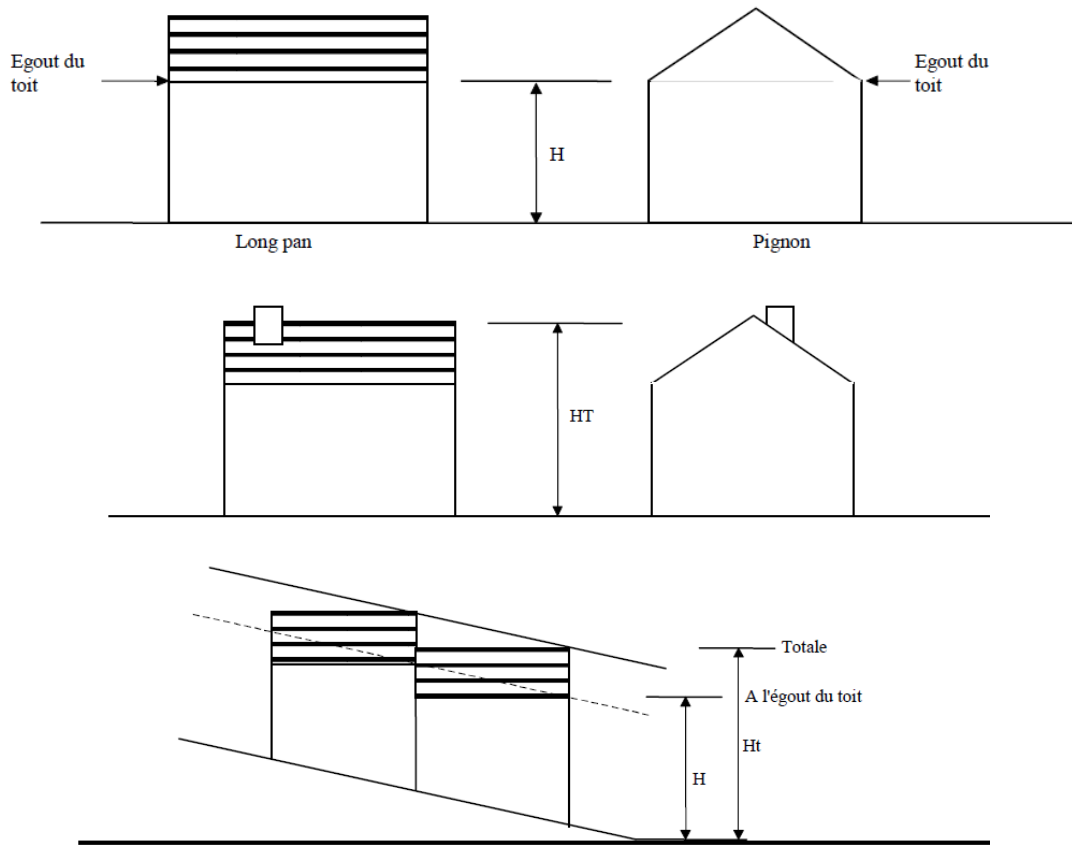 Egout du
toit
H
Egout du
toit
Long pan
Pignon
HT
Totale
A l'égout du toit
Ht
H